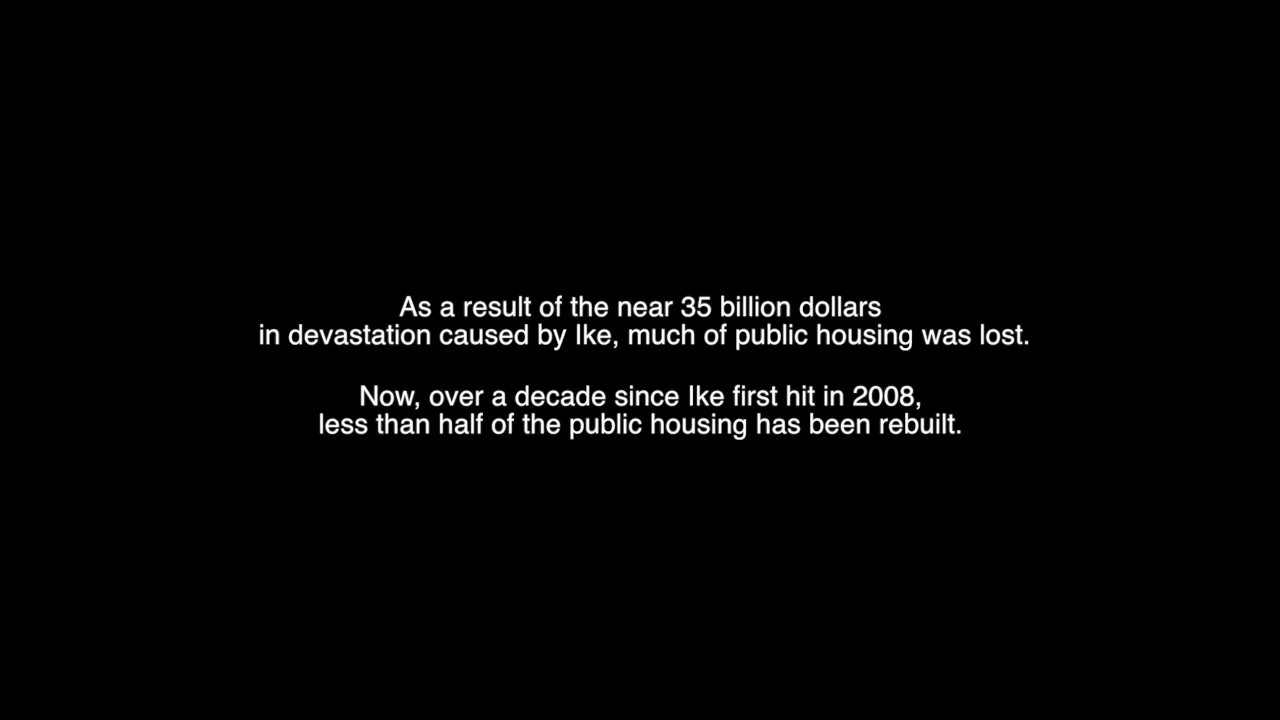 As a result of the near 35 billion dollars
in devastation caused by Ike, much of public housing was lost.
Now, over a decade since Ike first hit in 2008,
less than half of the public housing has been rebuilt.